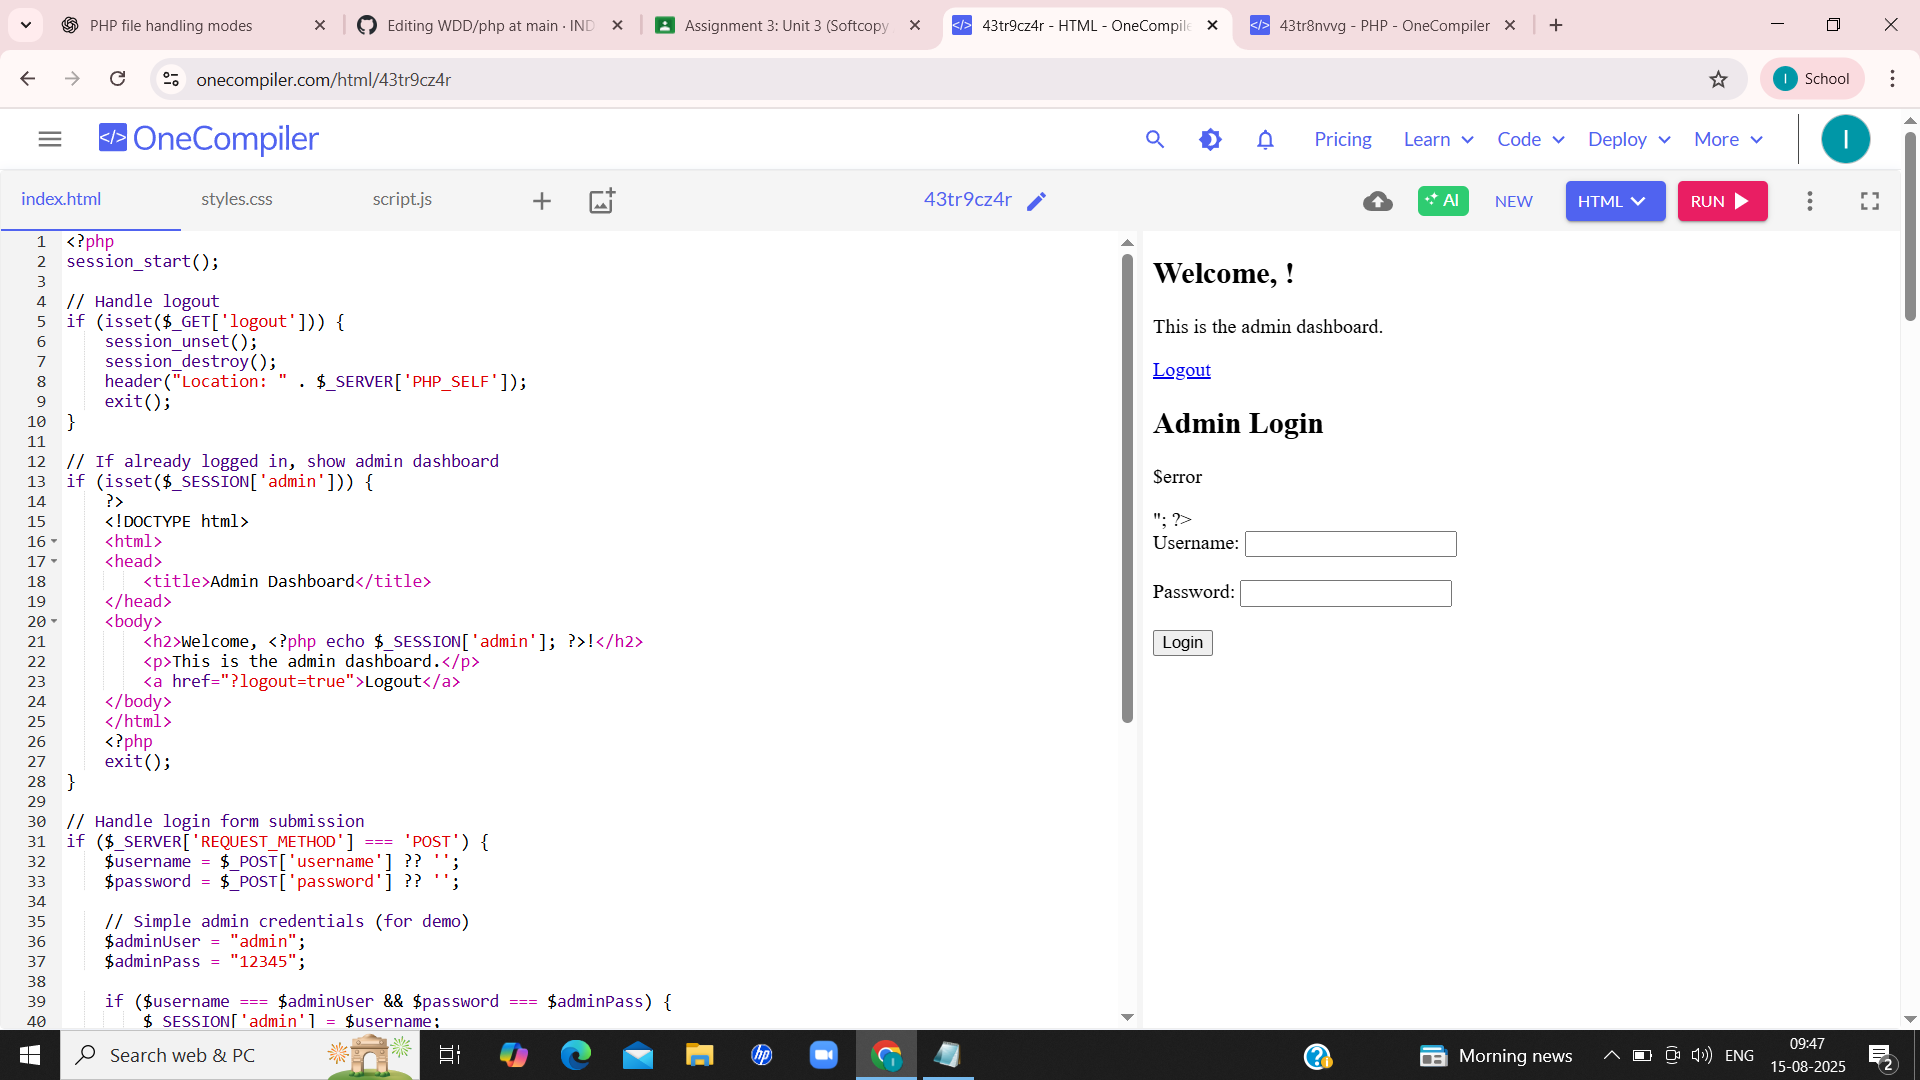 PHP file handling modes
Editing WDD/php at main · IND
Assignment 3: Unit 3 (Softcopy
43tr9cz4r - HTML - OneCompile
43tr8nvvg - PHP - OneCompiler
onecompiler.com/html/43tr9cz4r
I School
</> OneCompiler
Pricing
Learn
Code
Deploy
More
I
index.html
styles.css
script.js
43tr9cz4r
AI
NEW
HTML
RUN
1 <?php
2 session_start();
3
4 // Handle logout
5 if (isset($_GET['logout'])) {
6 session_unset();
7 session_destroy();
8 header("Location: " . $_SERVER['PHP_SELF']);
9 exit();
10 }
11
12 // If already logged in, show admin dashboard
13 if (isset($_SESSION['admin'])) {
14 ?>
15 <!DOCTYPE html>
16 <html>
17 <head>
18 <title>Admin Dashboard</title>
19 </head>
20 <body>
21 <h2>Welcome, <?php echo $_SESSION['admin']; ?>!</h2>
22 <p>This is the admin dashboard.</p>
23 <a href="?logout=true">Logout</a>
24 </body>
25 </html>
26 <?php
27 exit();
28 }
29
30 // Handle login form submission
31 if ($_SERVER['REQUEST_METHOD'] === 'POST') {
32 $username = $_POST['username'] ?? '';
33 $password = $_POST['password'] ?? '';
34
35 // Simple admin credentials (for demo)
36 $adminUser = "admin";
37 $adminPass = "12345";
38
39 if ($username === $adminUser && $password === $adminPass) {
40 $_SESSION['admin'] = $username;
Welcome, !
This is the admin dashboard.
Logout
Admin Login
$error
"; ?>
Username:
Password:
Login
Search web & PC
hp
Morning news
ENG
09:47
15-08-2025
2